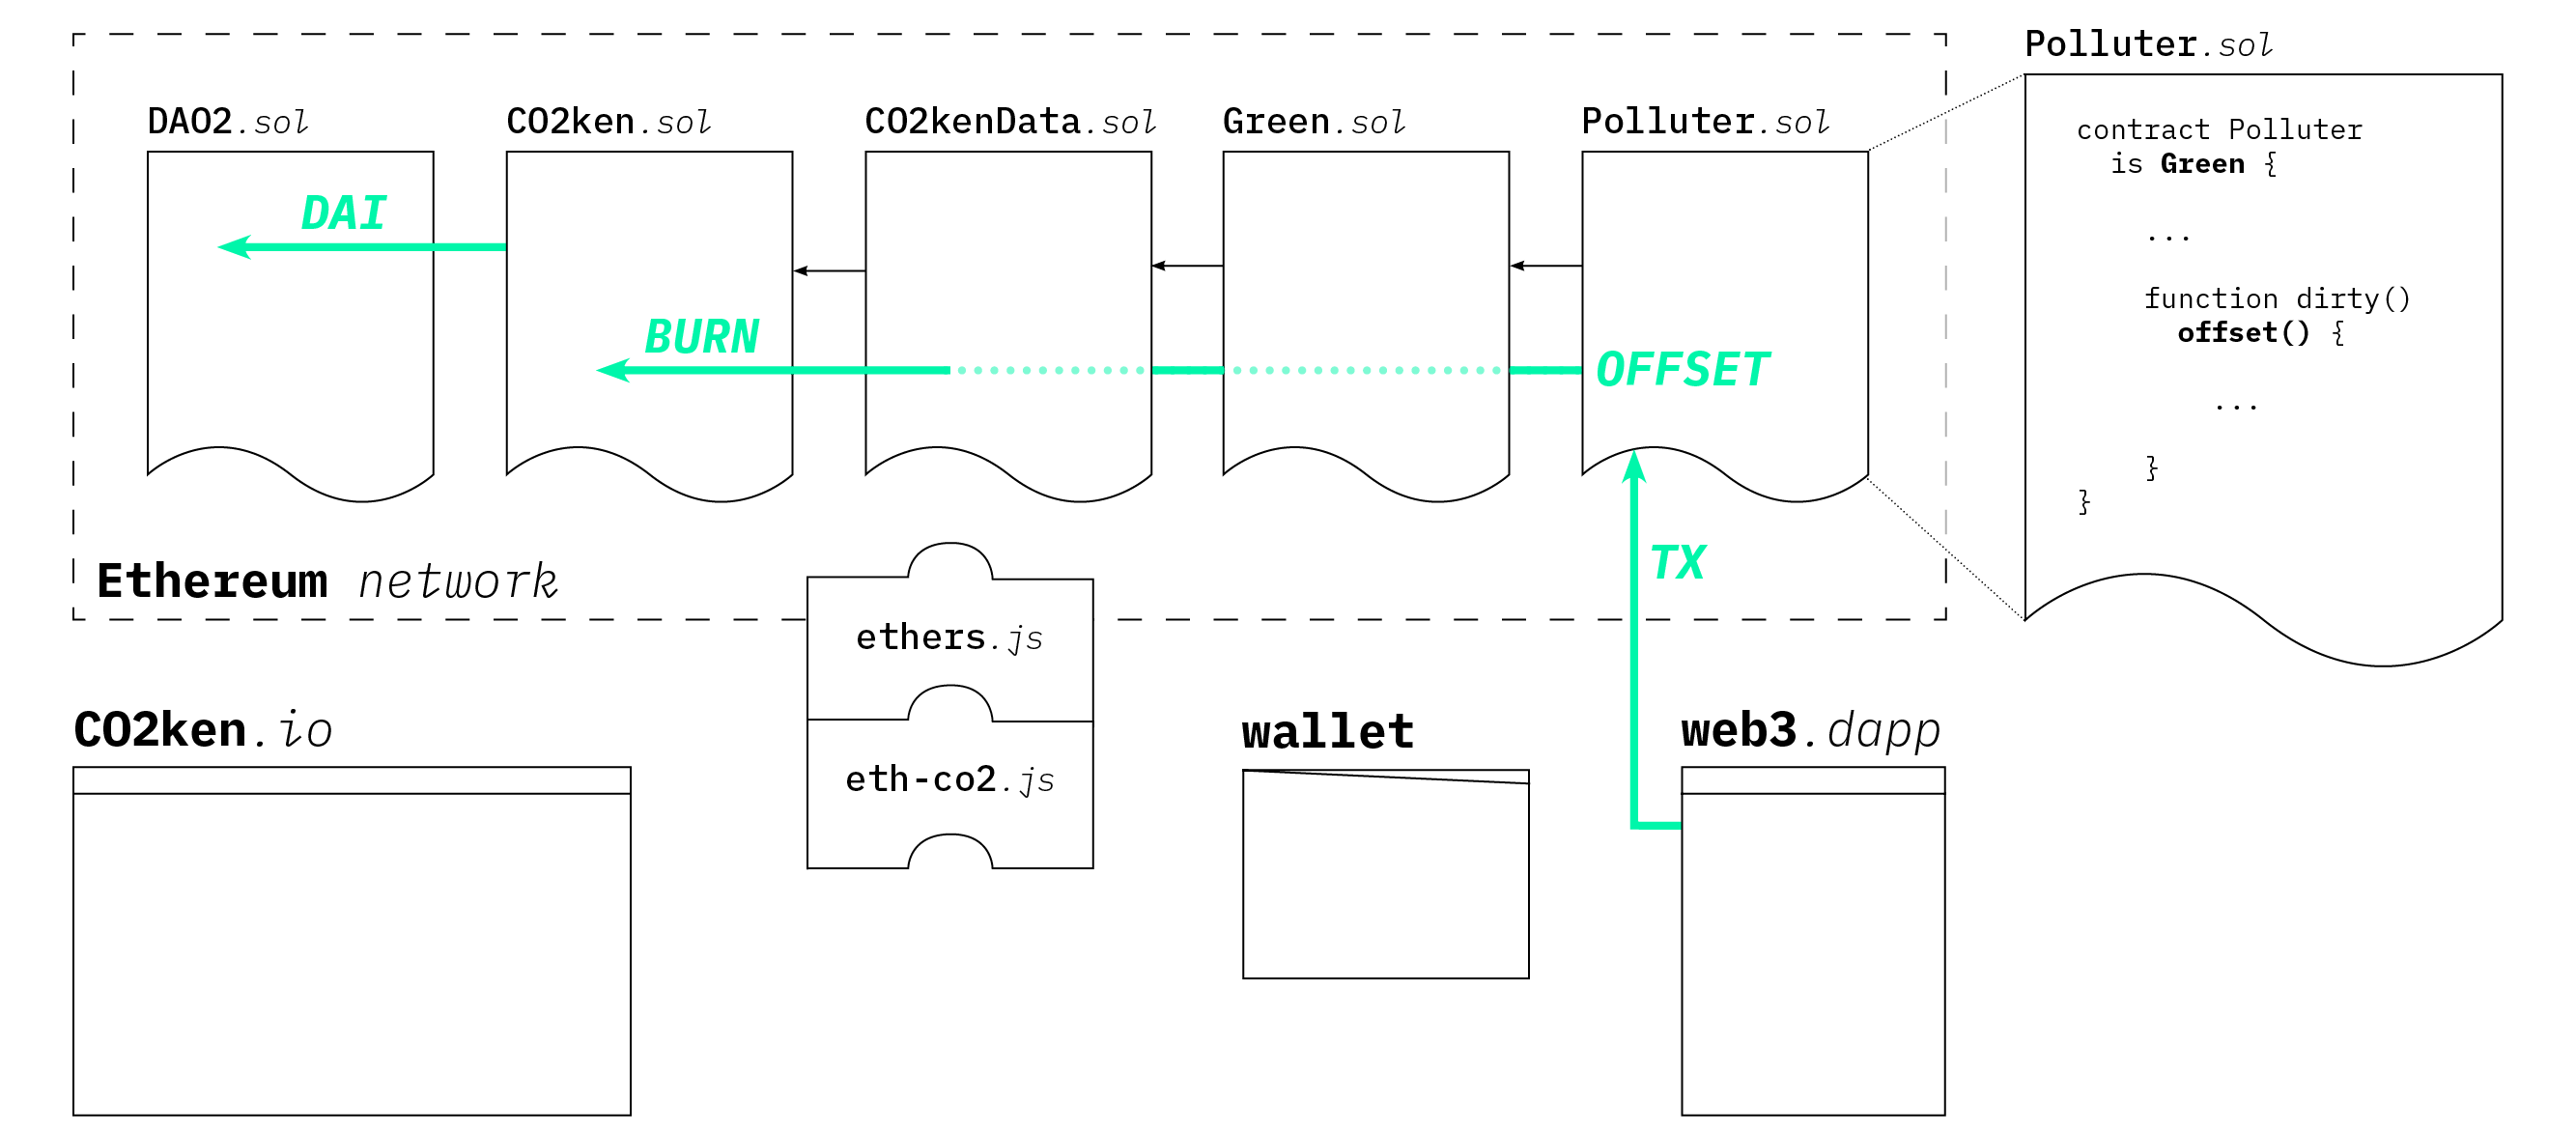 DAO2.sol
CO2ken.sol
CO2kenData.sol
Green.sol
Polluter.sol
DAI
BURN
OFFSET
TX
Ethereum network
Polluter.sol
contract Polluter
is Green {
...
function dirty()
offset() {
...
}
}
ethers.js
eth-co2.js
CO2ken.io
wallet
web3.dapp